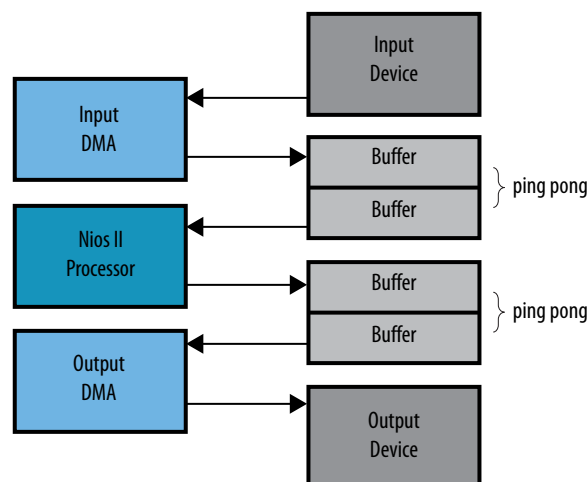 Input
Device
Input
DMA
Buffer
ping pong
Buffer
Nios II
Processor
Buffer
ping pong
Buffer
Output
DMA
Output
Device